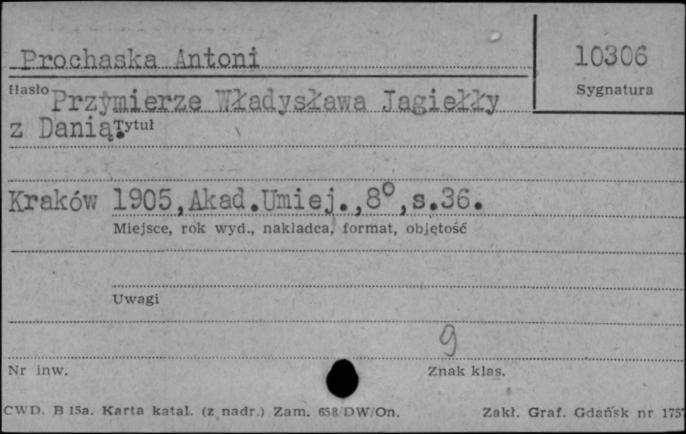 Prochaska Antoni
10306
Hasło
Sygnatura
Przymierze Władysława Jagiełły
z Danią.
Tytuł
Kraków 1905, Akad. Umiej., 8º, s. 36.
Miejsce, rok wyd., nakładca, format, objętość
Uwagi
9
Nr inw.
Znak klas.
CWD. B 15a. Karta katal. (z nadr.) Zam. 658/DW/On.
Zakł. Graf. Gdańsk nr 1757